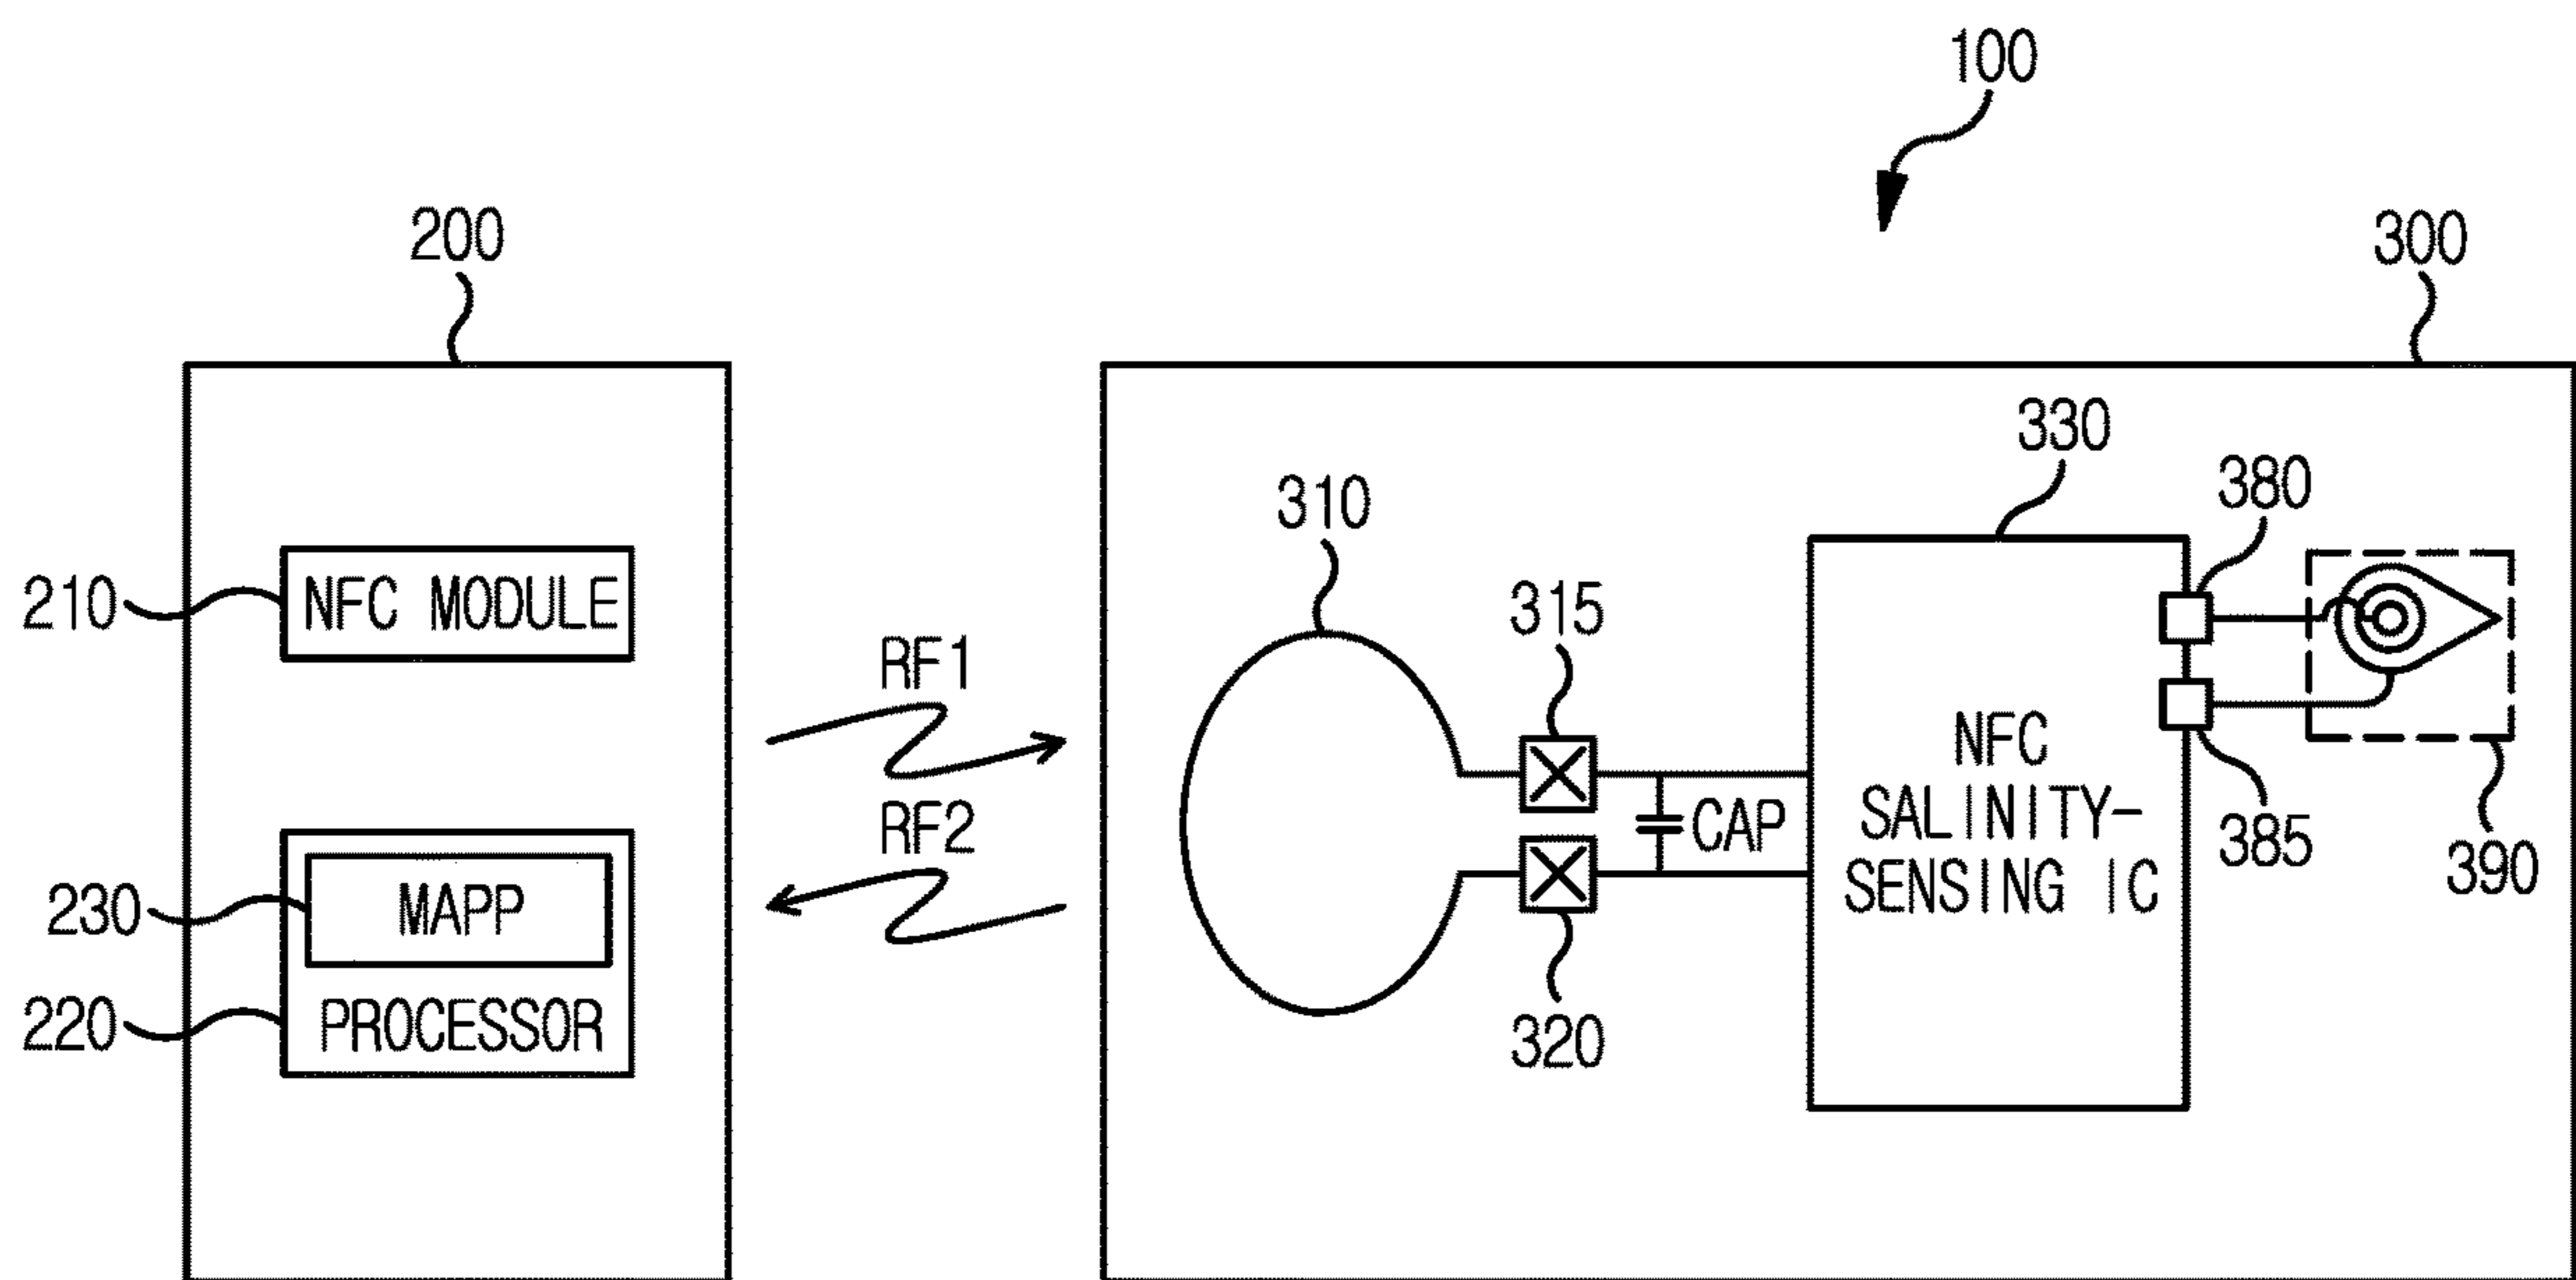 100
200
300
330
380
310
315
210
NFC MODULE
RF1
NFC
SALINITY-
SENSING IC
CAP
RF2
385
390
230
MAPP
220
PROCESSOR
320